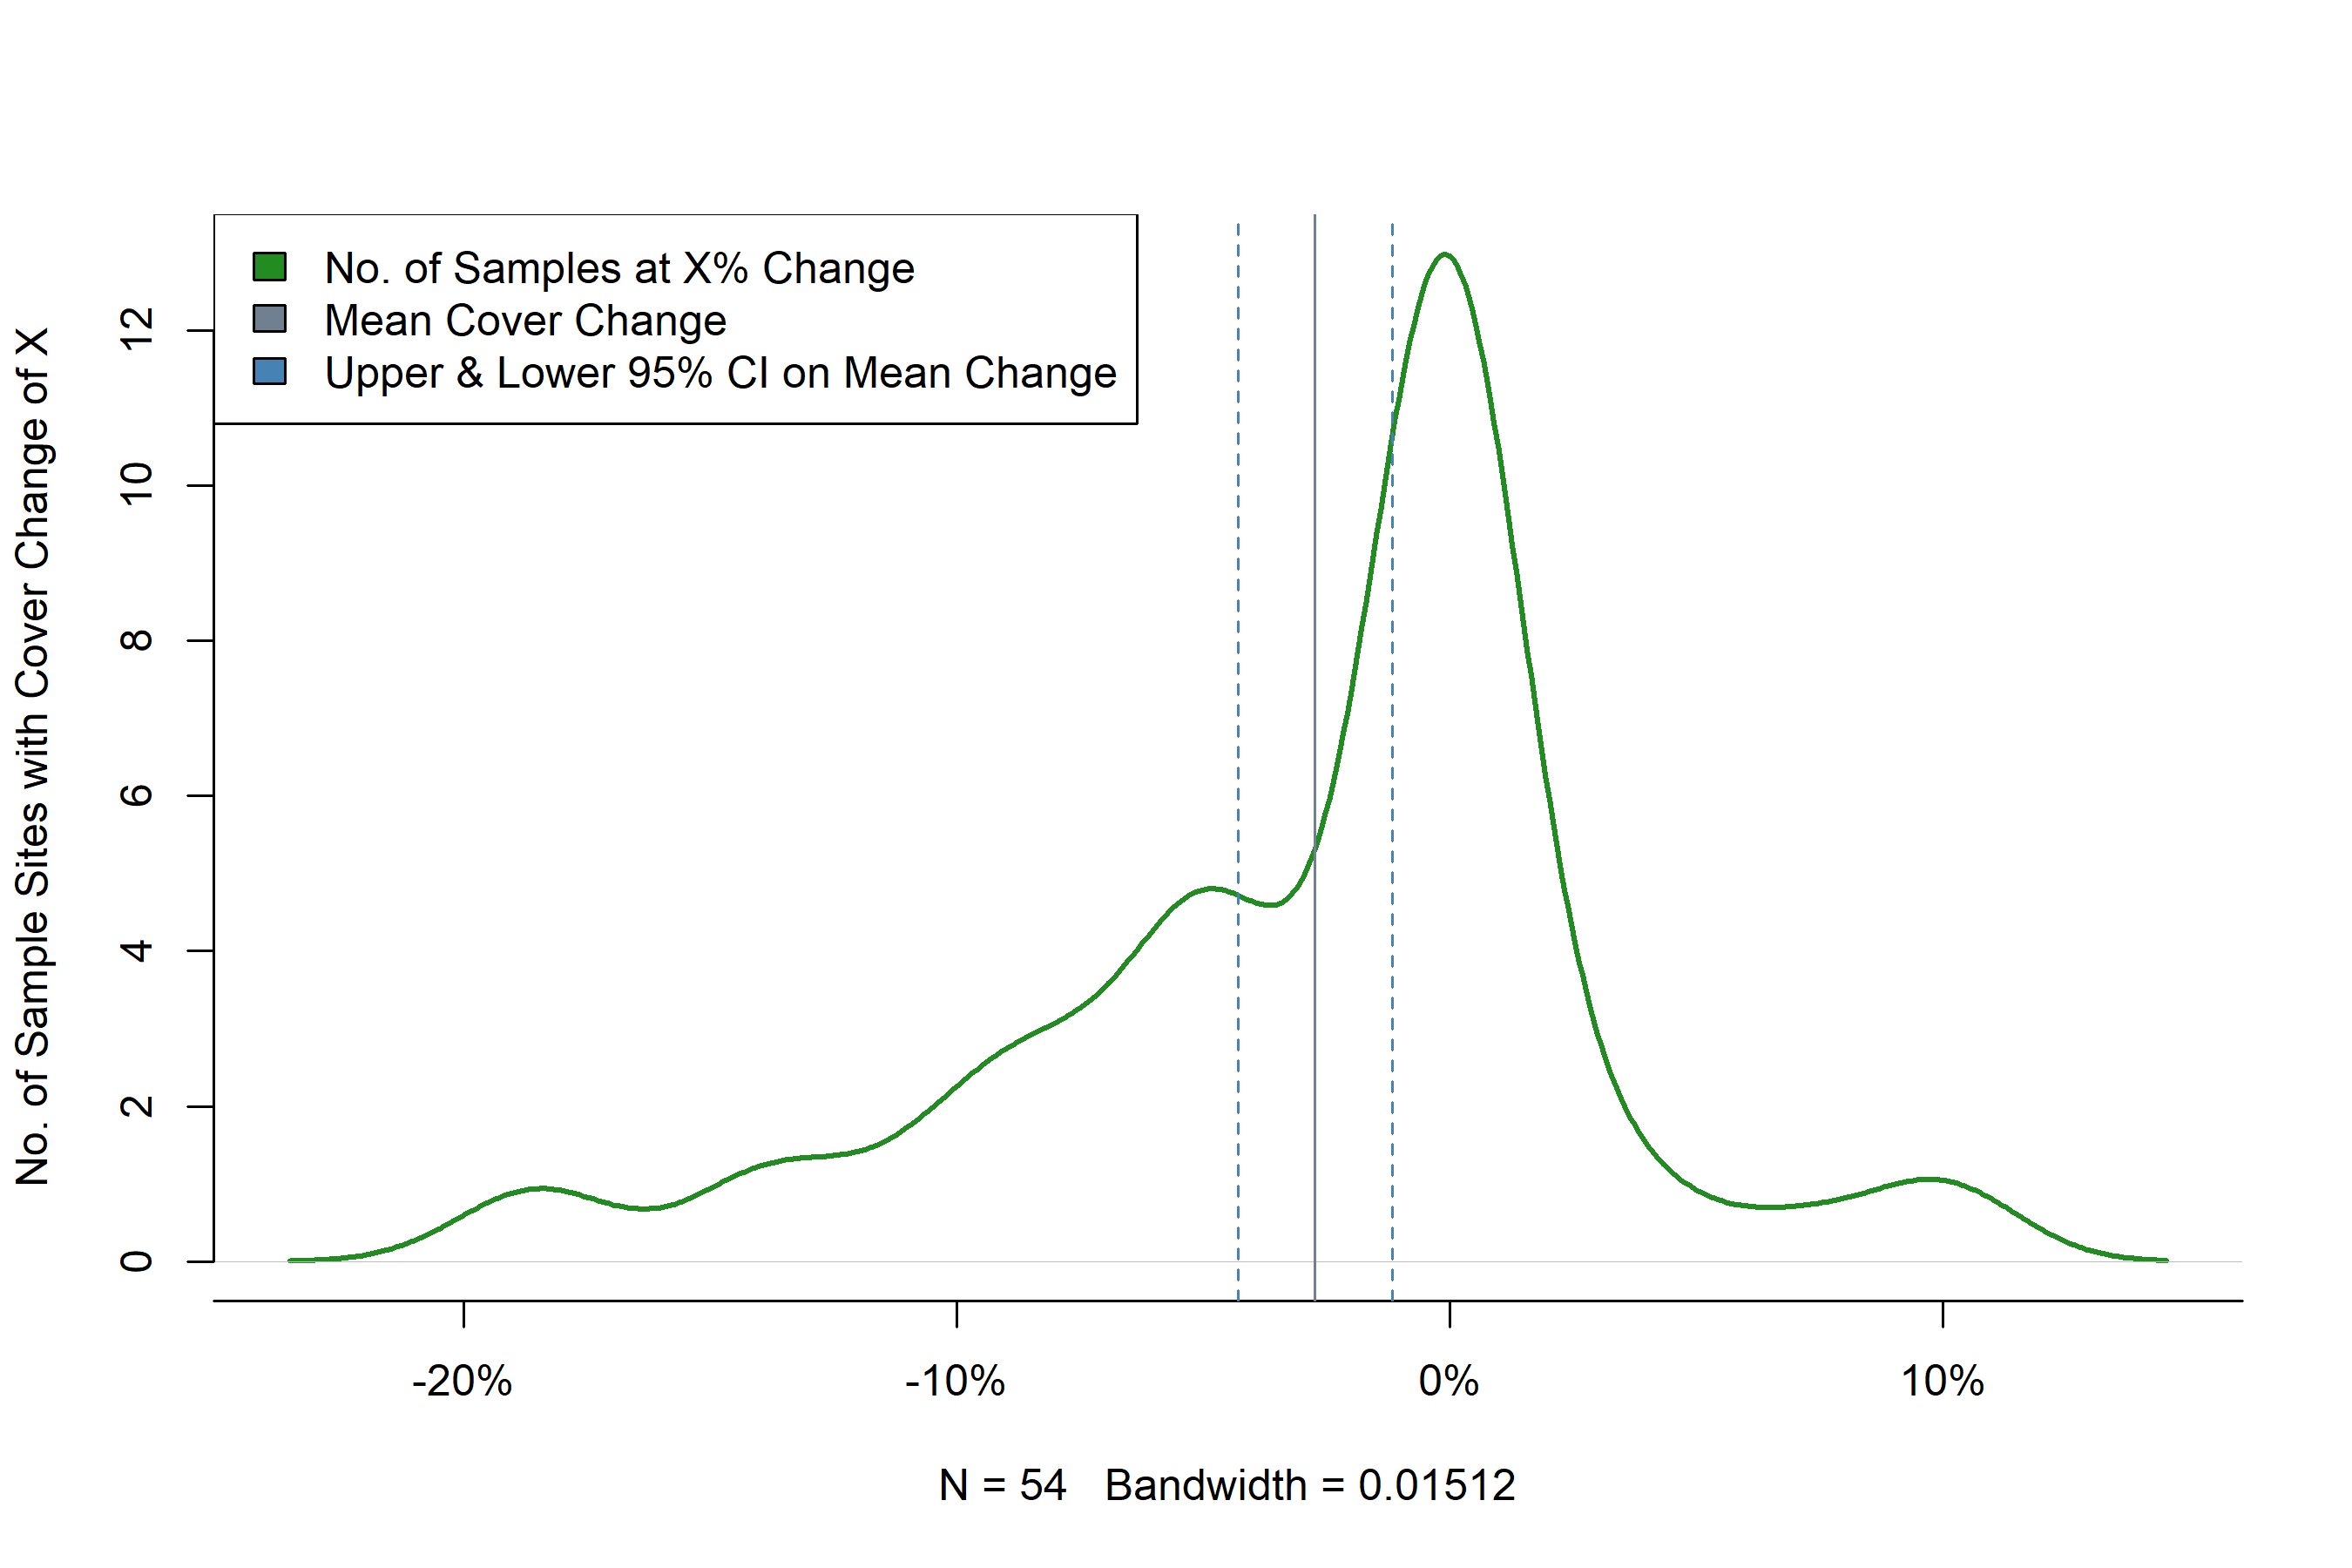 No. of Samples at X% Change
Mean Cover Change
Upper & Lower 95% CI on Mean Change
No. of Sample Sites with Cover Change of X
12
10
8
6
4
2
0
-20% -10% 0% 10%
N = 54 Bandwidth = 0.01512